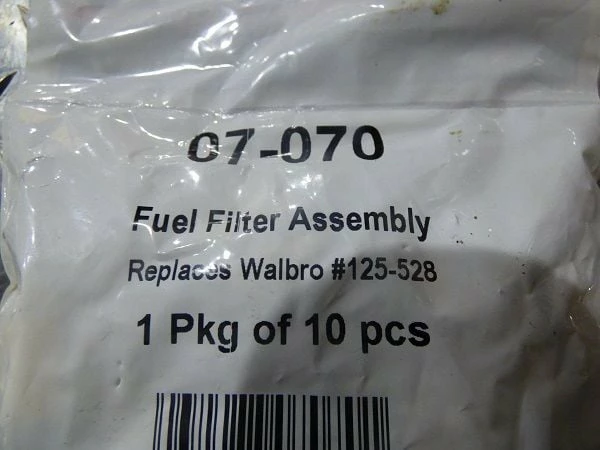 07-070
Fuel Filter Assembly
Replaces Walbro #125-528
1 Pkg of 10 pcs